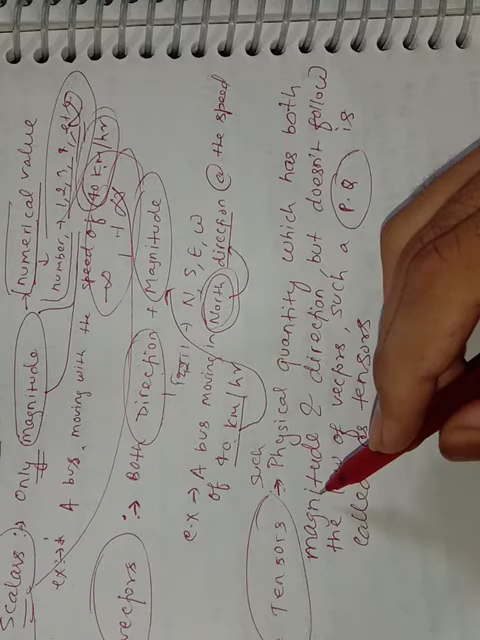 Scalars :→ only magnitude → numerical value
number, → 1, 2, 3, 4, etc
ex:→ A bus, moving with the speed of 40 km/hr
-∞ | +∞
vectors :→ Both Direction + Magnitude
→ N, S, E, W
e.x → A bus moving in North direction @ the speed
of 40 km/hr
such
Tensors → Physical quantity which has both
magnitude & direction, but doesn't follow
the of vectors, such a P.Q is
called tensors